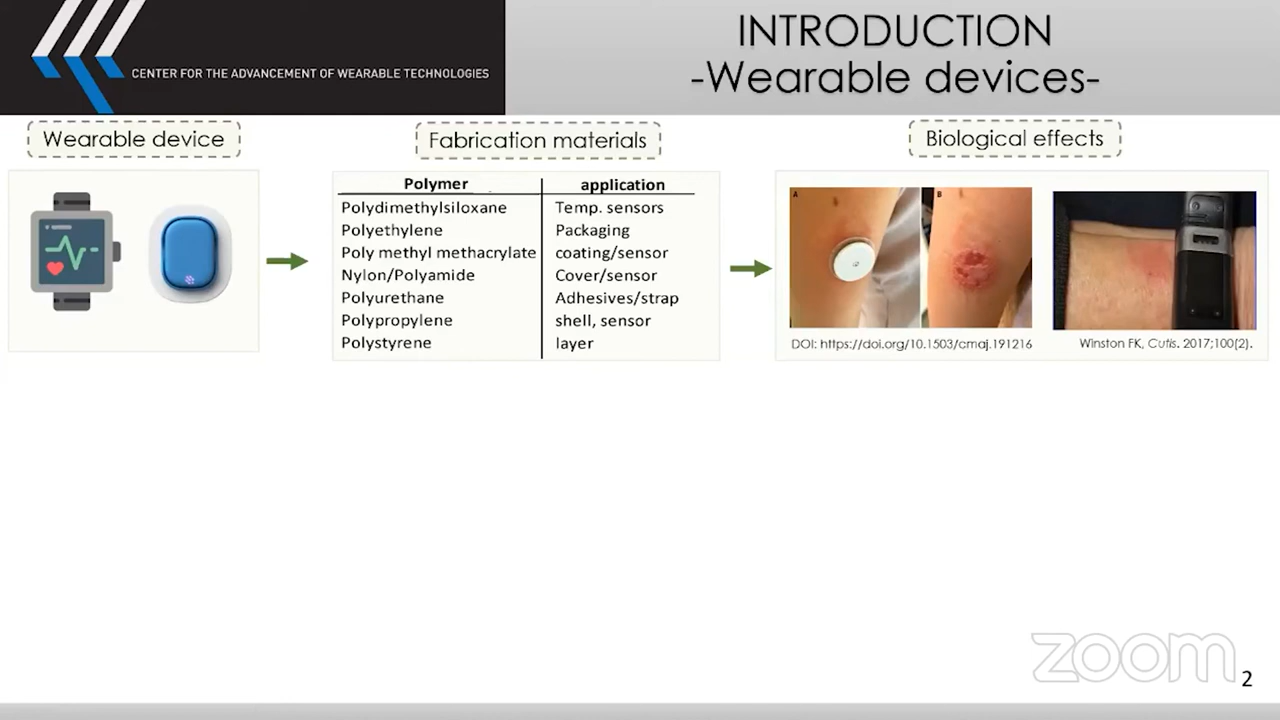 CENTER FOR THE ADVANCEMENT OF WEARABLE TECHNOLOGIES
INTRODUCTION
-Wearable devices-
Wearable device
Fabrication materials
Biological effects
Polymer application
Polydimethylsiloxane Temp. sensors
Polyethylene Packaging
Poly methyl methacrylate coating/sensor
Nylon/Polyamide Cover/sensor
Polyurethane Adhesives/strap
Polypropylene shell, sensor
Polystyrene layer
A B
DOI: https://doi.org/10.1503/cmaj.191216
Winston FK, Cutis. 2017;100(2).
zoom
2